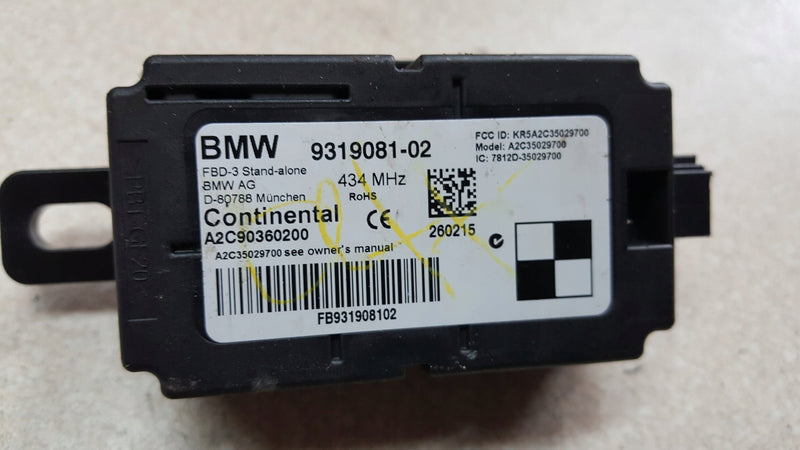 BMW 9319081-02
FBD-3 Stand-alone
BMW AG
D-80788 München
434 MHz
RoHS
Continental
CE
A2C90360200
A2C35029700 see owner's manual
FB931908102
260215
FCC ID: KR5A2C35029700
Model: A2C35029700
IC: 7812D-35029700